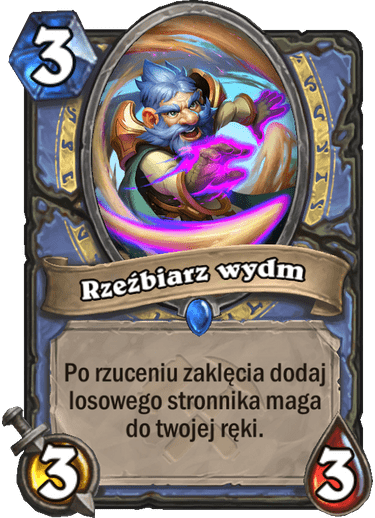 3
Rzeźbiarz wydm
Po rzuceniu zaklęcia dodaj
losowego stronnika maga
do twojej ręki.
3
3